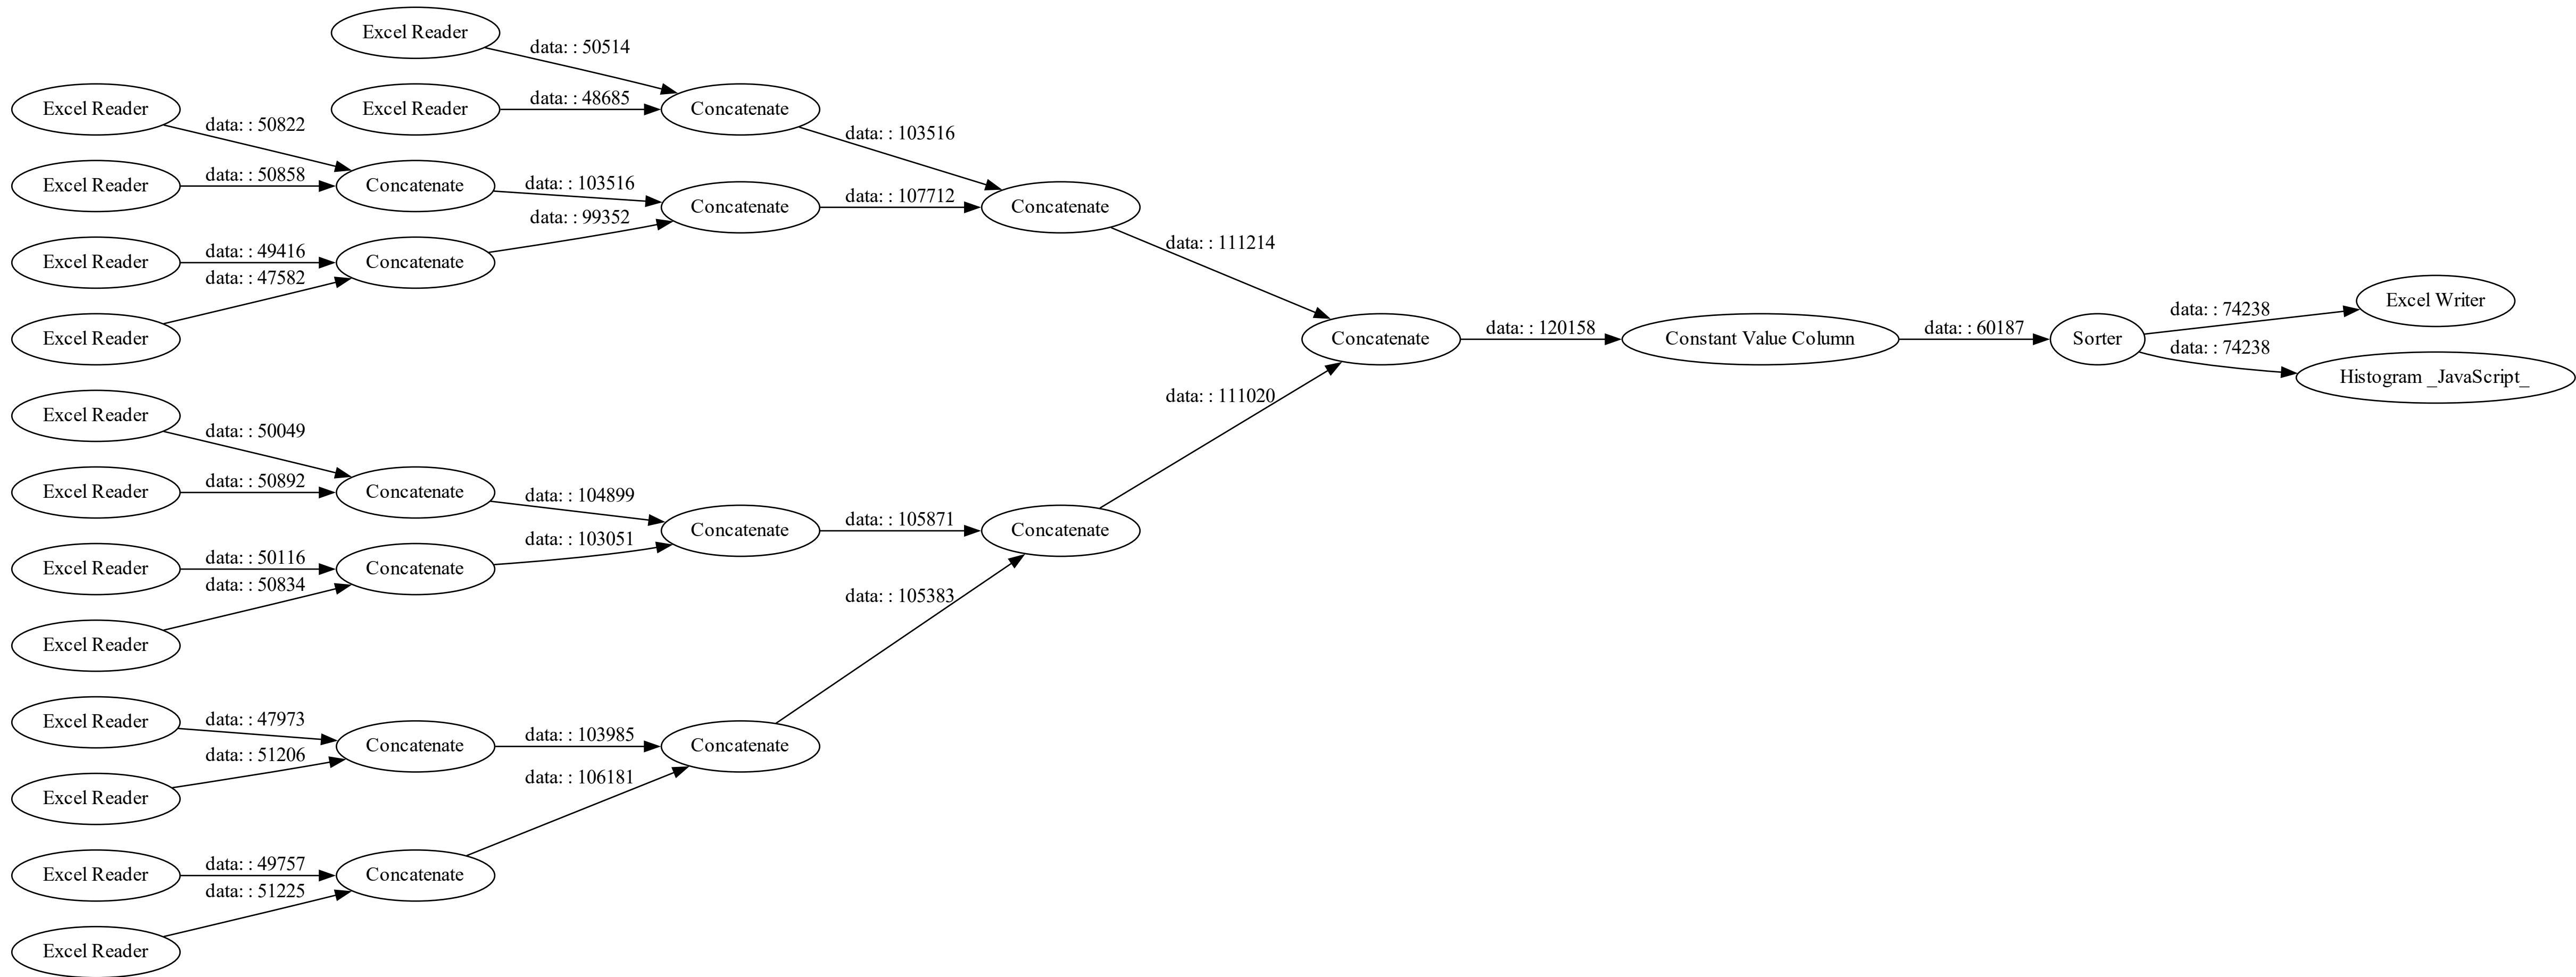 Excel Reader
data: : 50514
Excel Reader
data: : 48685
Concatenate
Excel Reader
data: : 50822
data: : 103516
Excel Reader
data: : 50858
Concatenate
data: : 103516
Concatenate
data: : 107712
Concatenate
data: : 99352
Excel Reader
data: : 49416
Concatenate
data: : 47582
Excel Reader
data: : 111214
Concatenate
data: : 120158
Constant Value Column
data: : 60187
Sorter
data: : 74238
Excel Writer
data: : 74238
Histogram _JavaScript_
data: : 111020
Excel Reader
data: : 50049
Excel Reader
data: : 50892
Concatenate
data: : 104899
Concatenate
data: : 105871
Concatenate
data: : 103051
Excel Reader
data: : 50116
Concatenate
data: : 50834
Excel Reader
data: : 105383
Excel Reader
data: : 47973
Concatenate
data: : 103985
Concatenate
data: : 51206
Excel Reader
data: : 106181
Excel Reader
data: : 49757
Concatenate
data: : 51225
Excel Reader